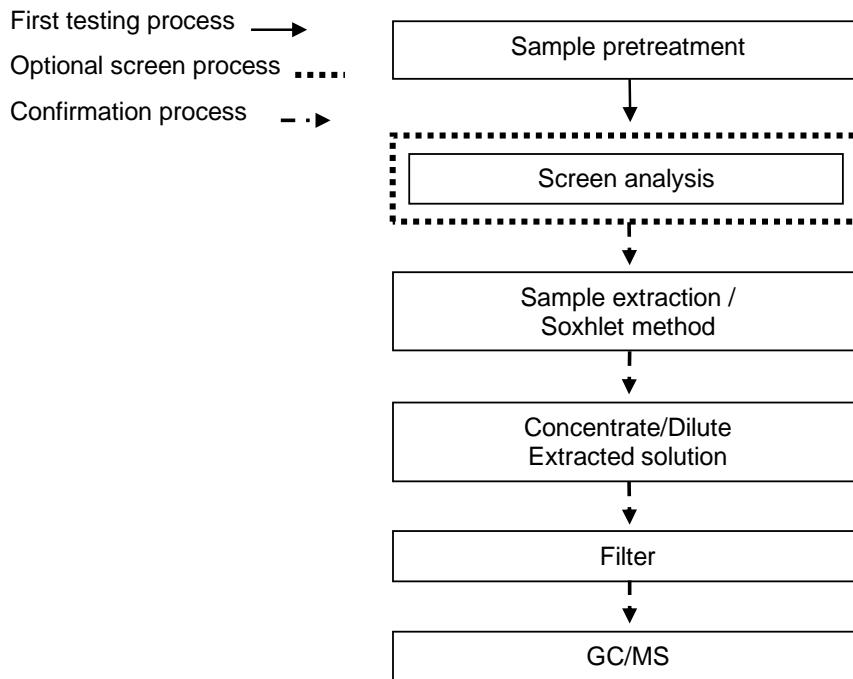 First testing process
Optional screen process
Confirmation process
Sample pretreatment
Screen analysis
Sample extraction /
Soxhlet method
Concentrate/Dilute
Extracted solution
Filter
GC/MS